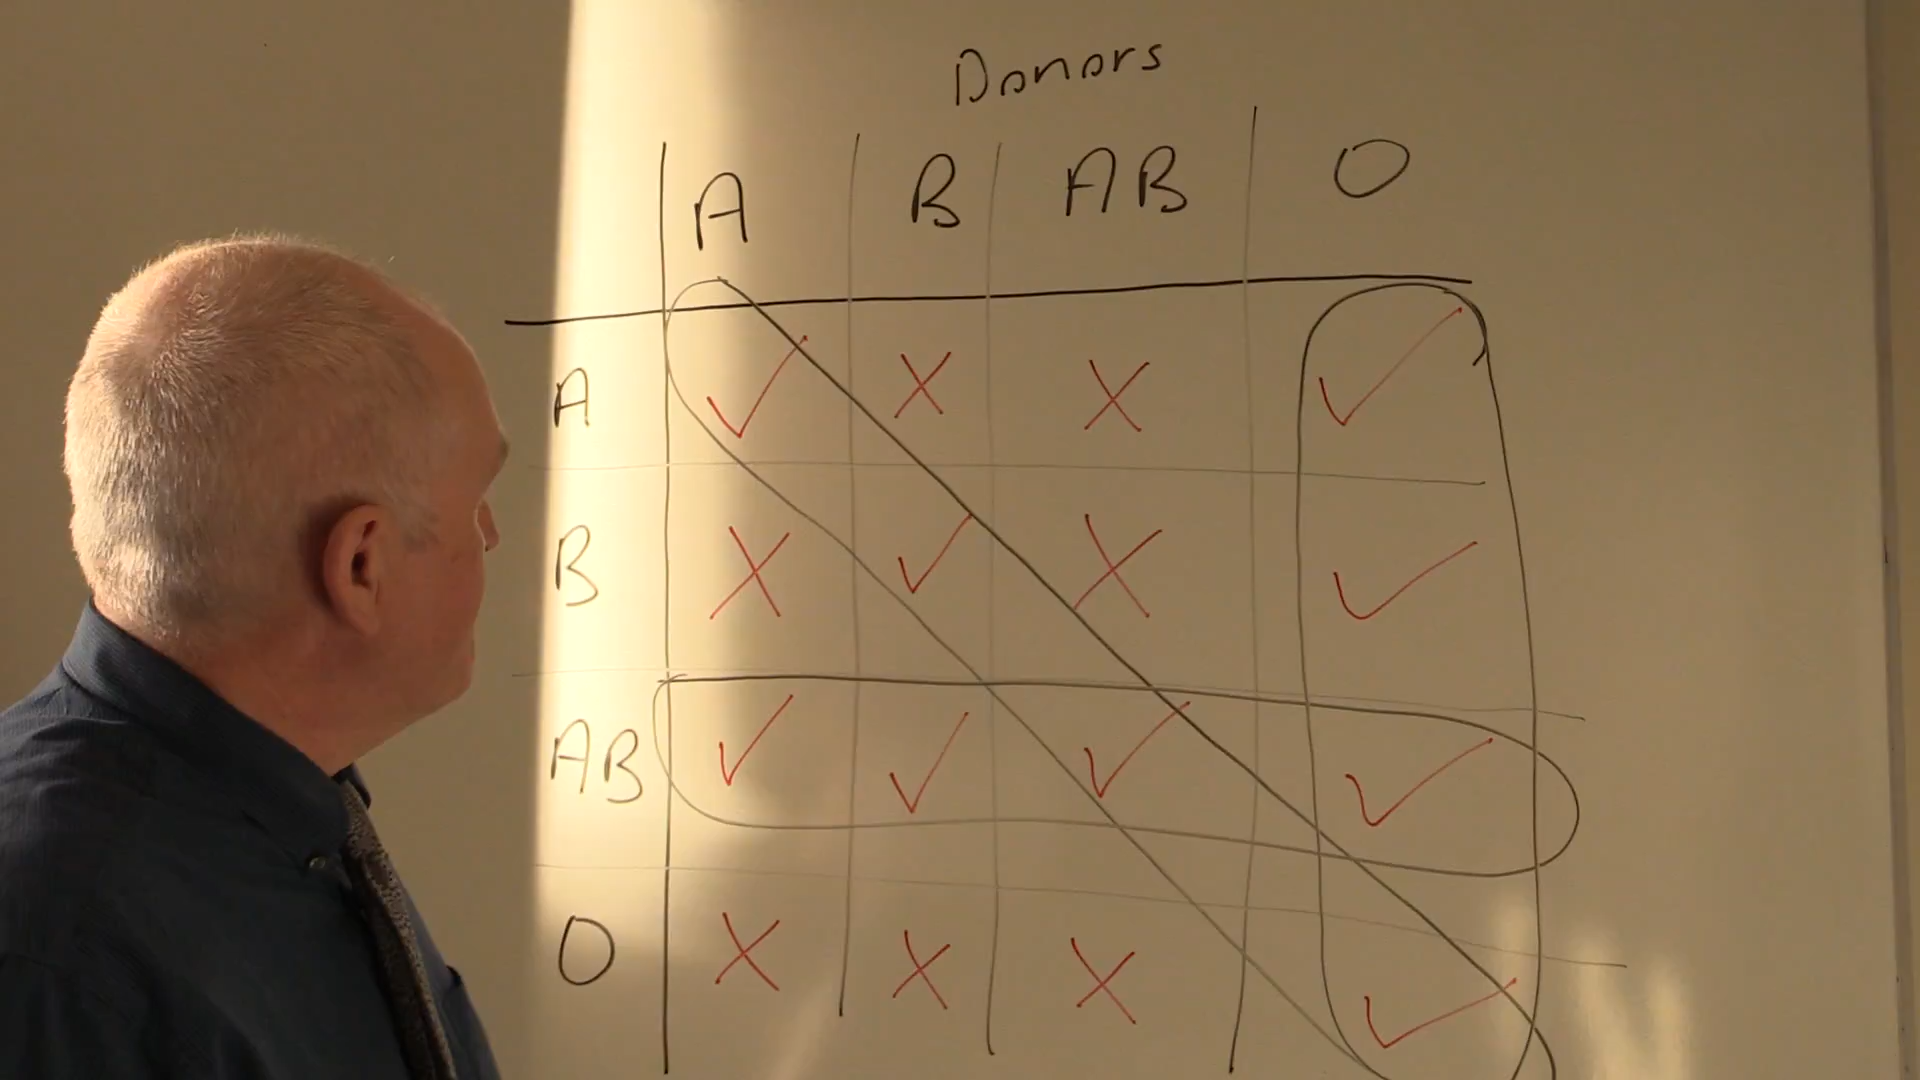 Donors
A B AB O
A ✓ X X ✓
B X ✓ X ✓
AB ✓ ✓ ✓ ✓
O X X X ✓